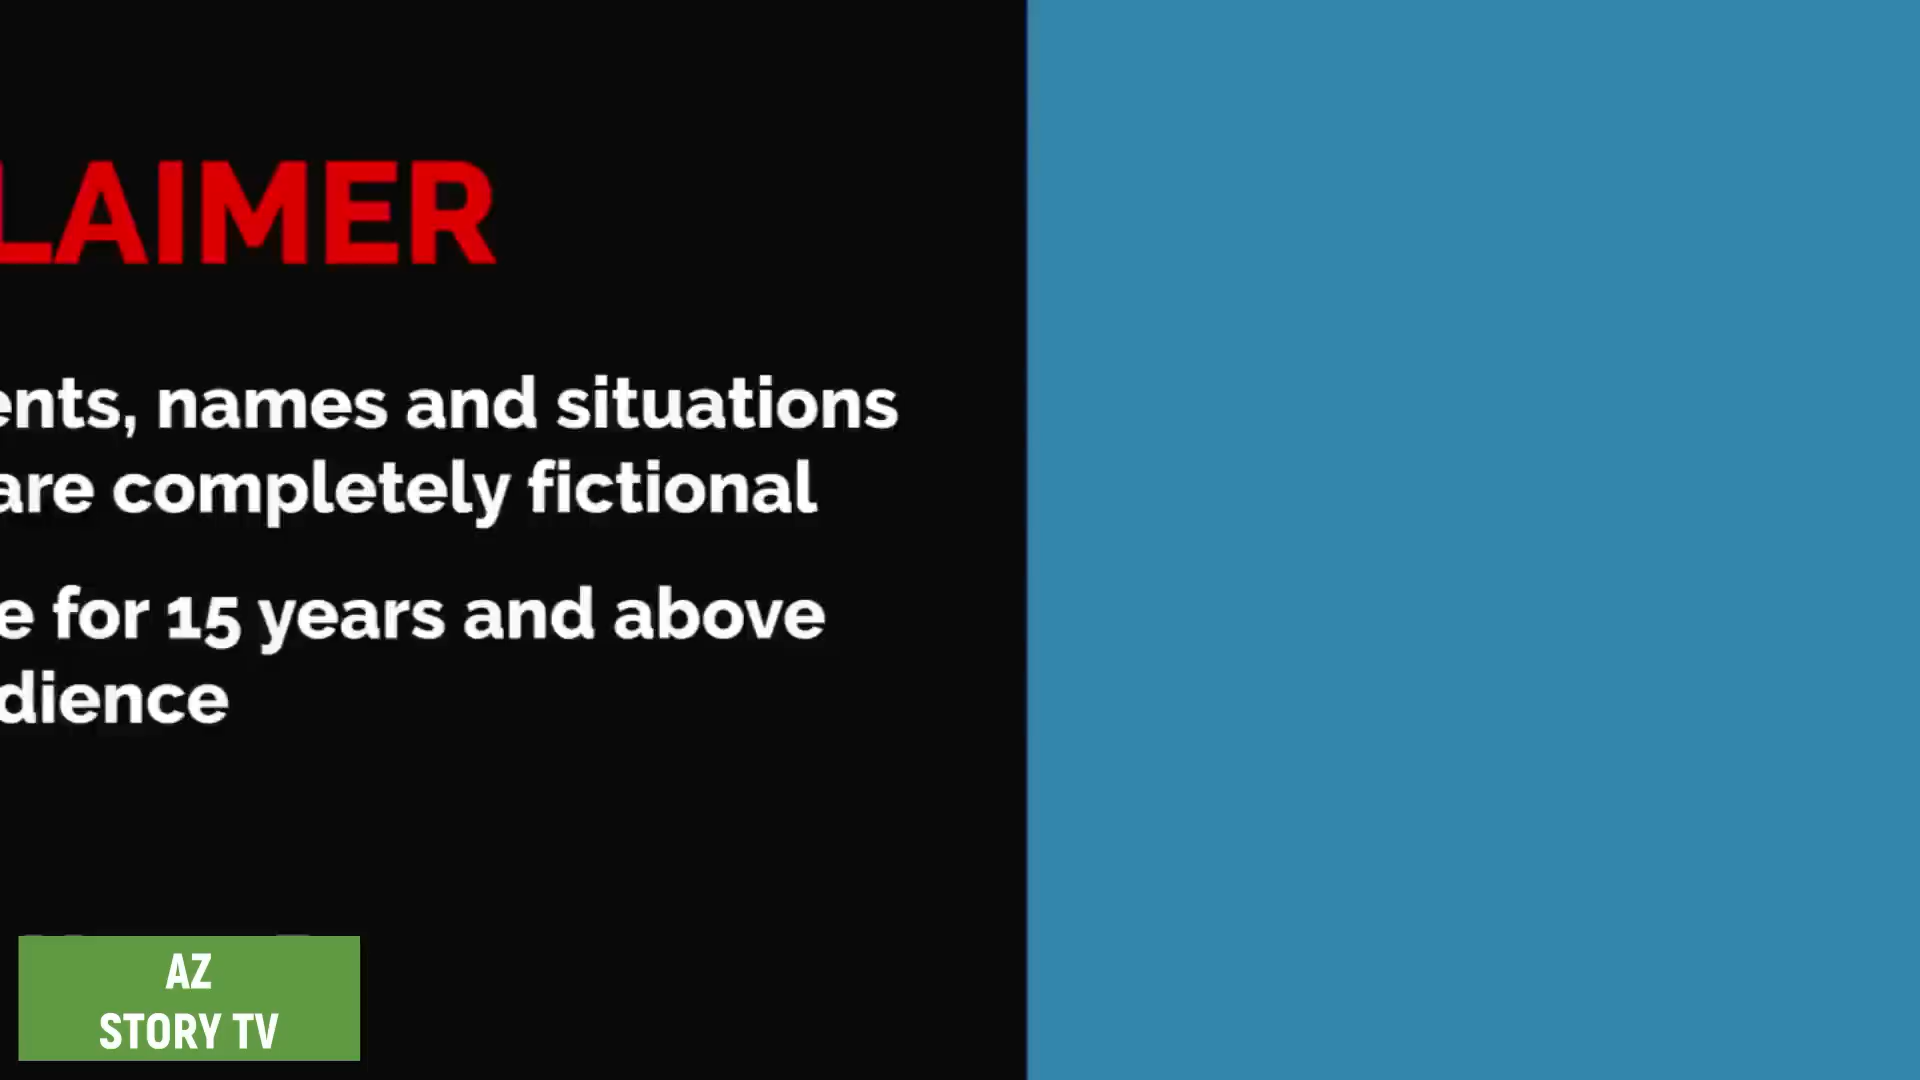 LAIMER
ents, names and situations
are completely fictional
e for 15 years and above
dience
AZ
STORY TV